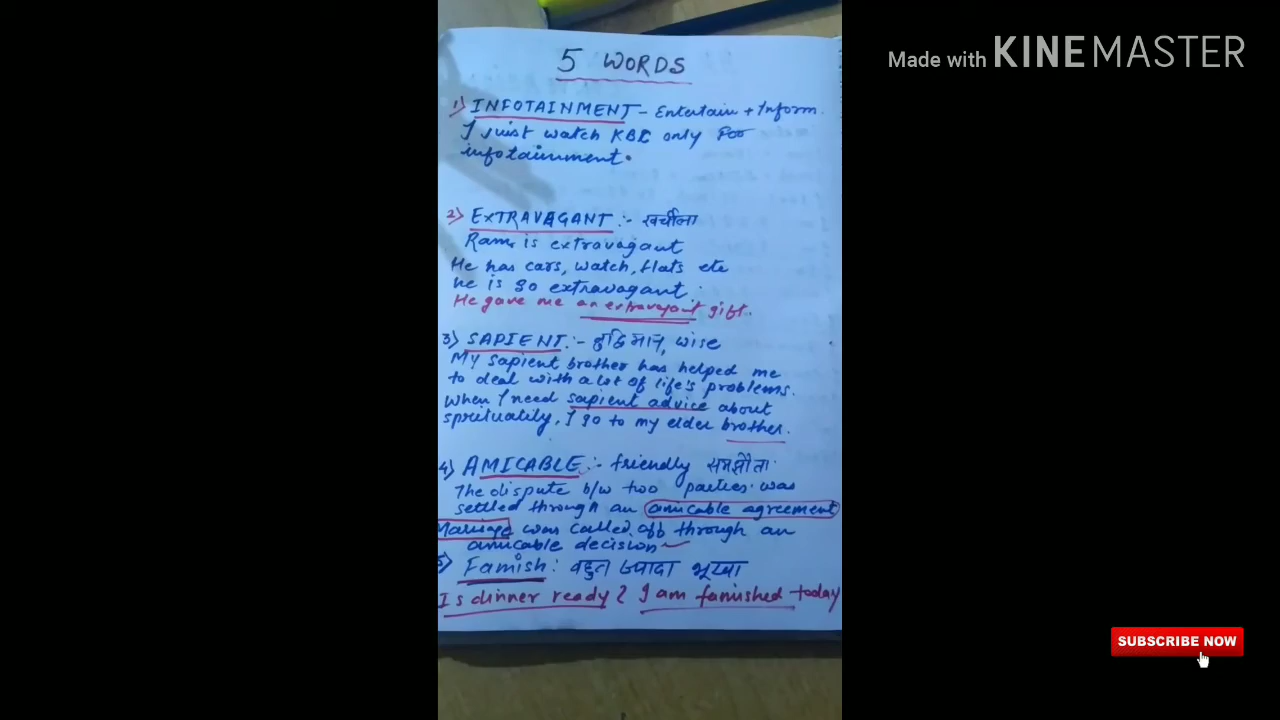 Made with KINEMASTER
5 WORDS
1) INFOTAINMENT - Entertain + Inform.
I just watch KBC only for
infotainment.
2) EXTRAVAGANT :- खर्चीला
Ram is extravagant
He has cars, watch, flats etc
he is so extravagant.
He gave me an extravagant gift.
3) SAPIENT :- बुद्धिमान, wise
My sapient brother has helped me
to deal with a lot of life's problems.
When I need sapient advice about
, I go to my elder brother.
4) AMICABLE :- friendly समझौता
The dispute b/w two parties was
settled through an amicable agreement
Marriage was called off through an
amicable decision
5) Famish : बहुत ज्यादा भूखा
Is dinner ready? I am famished today
SUBSCRIBE NOW